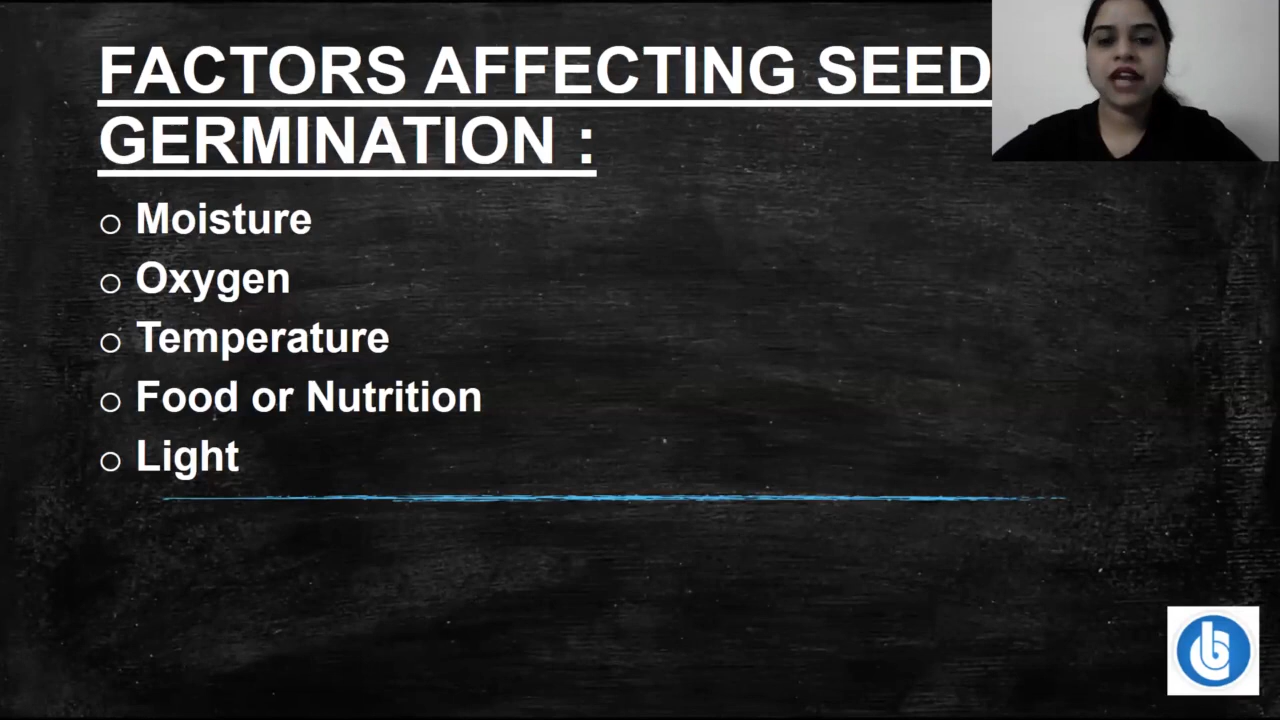 FACTORS AFFECTING SEED
GERMINATION :
Moisture
Oxygen
Temperature
Food or Nutrition
Light